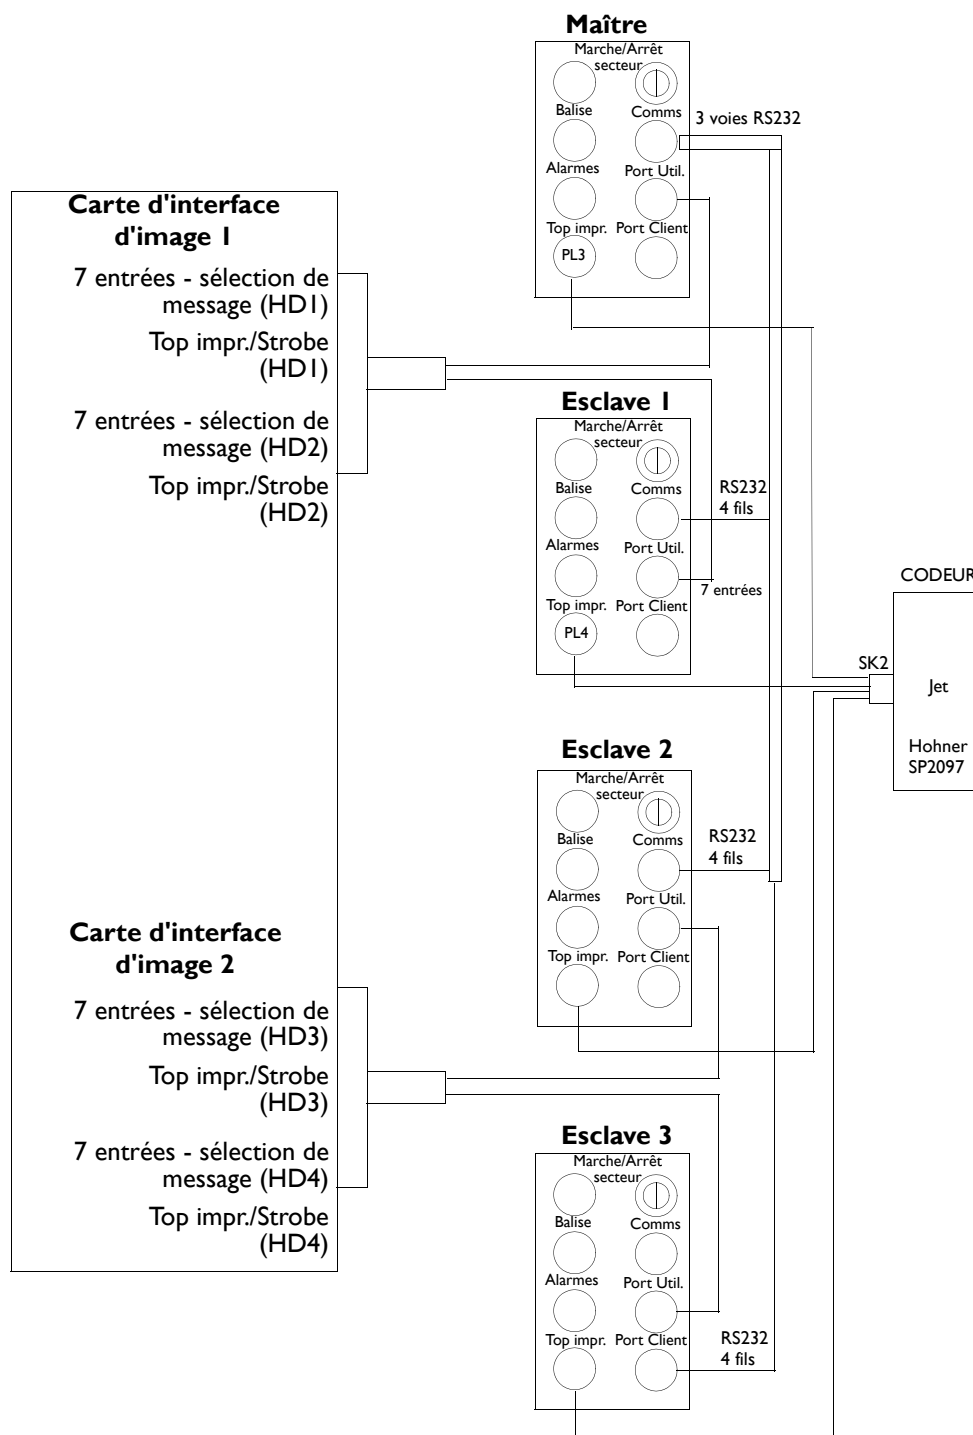 Maître
Marche/Arrêt
secteur
Balise
Comms
3 voies RS232
Alarmes
Port Util.
Top impr.
Port Client
PL3
Carte d'interface
d'image 1
7 entrées - sélection de
message (HD1)
Top impr./Strobe
(HD1)
7 entrées - sélection de
message (HD2)
Top impr./Strobe
(HD2)
Esclave 1
Marche/Arrêt
secteur
Balise
Comms
RS232
4 fils
Alarmes
Port Util.
7 entrées
Top impr.
Port Client
PL4
CODEUR
SK2
Jet
Hohner
SP2097
Esclave 2
Marche/Arrêt
secteur
Balise
Comms
RS232
4 fils
Alarmes
Port Util.
Top impr.
Port Client
Carte d'interface
d'image 2
7 entrées - sélection de
message (HD3)
Top impr./Strobe
(HD3)
7 entrées - sélection de
message (HD4)
Top impr./Strobe
(HD4)
Esclave 3
Marche/Arrêt
secteur
Balise
Comms
Alarmes
Port Util.
Top impr.
Port Client
RS232
4 fils